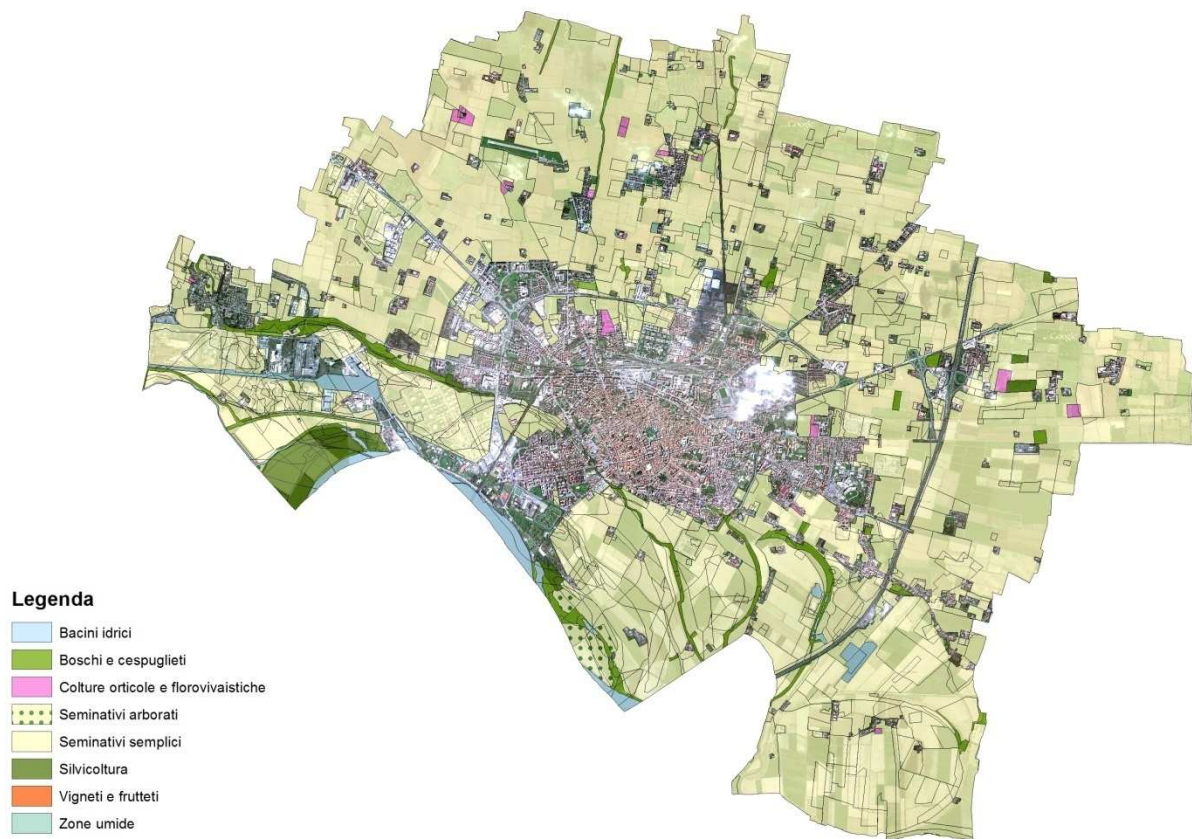 Legenda
Bacini idrici
Boschi e cespuglieti
Colture orticole e florovivaistiche
Seminativi arborati
Seminativi semplici
Silvicoltura
Vigneti e frutteti
Zone umide